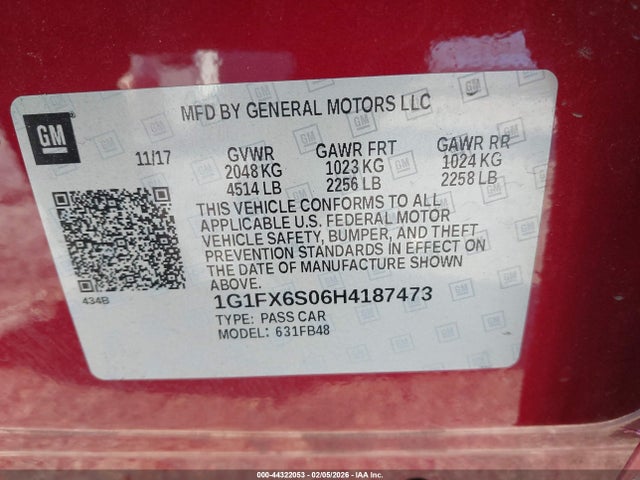 MFD BY GENERAL MOTORS LLC
GM
11/17
GVWR GAWR FRT GAWR RR
2048 KG 1023 KG 1024 KG
4514 LB 2256 LB 2258 LB
THIS VEHICLE CONFORMS TO ALL
APPLICABLE U.S. FEDERAL MOTOR
VEHICLE SAFETY, BUMPER, AND THEFT
PREVENTION STANDARDS IN EFFECT ON
THE DATE OF MANUFACTURE SHOWN
ABOVE.
434B
1G1FX6S06H4187473
TYPE: PASS CAR
MODEL: 631FB48
000-44322053 - 02/05/2026 - IAA Inc.